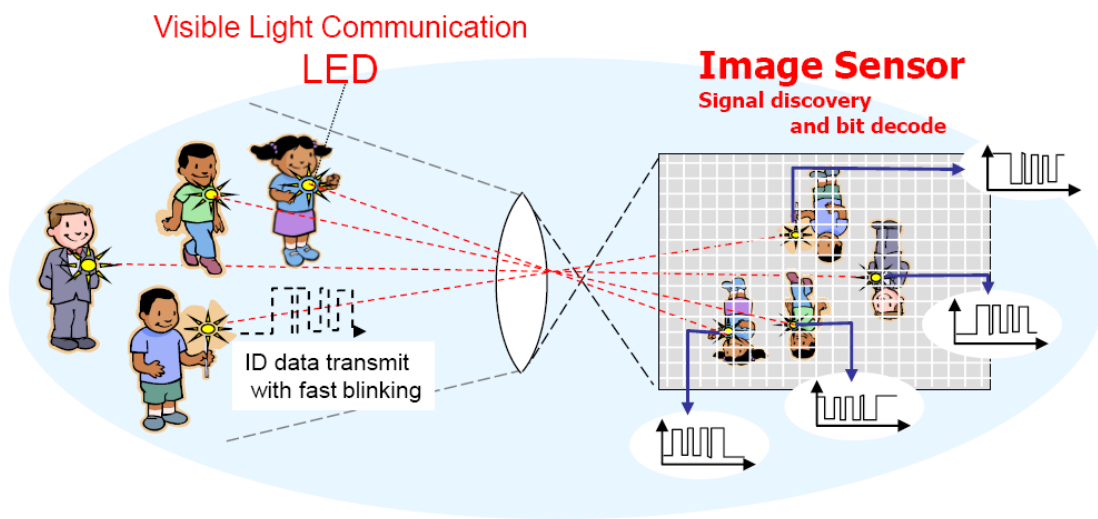 Visible Light Communication
LED
Image Sensor
Signal discovery
and bit decode
ID data transmit
with fast blinking